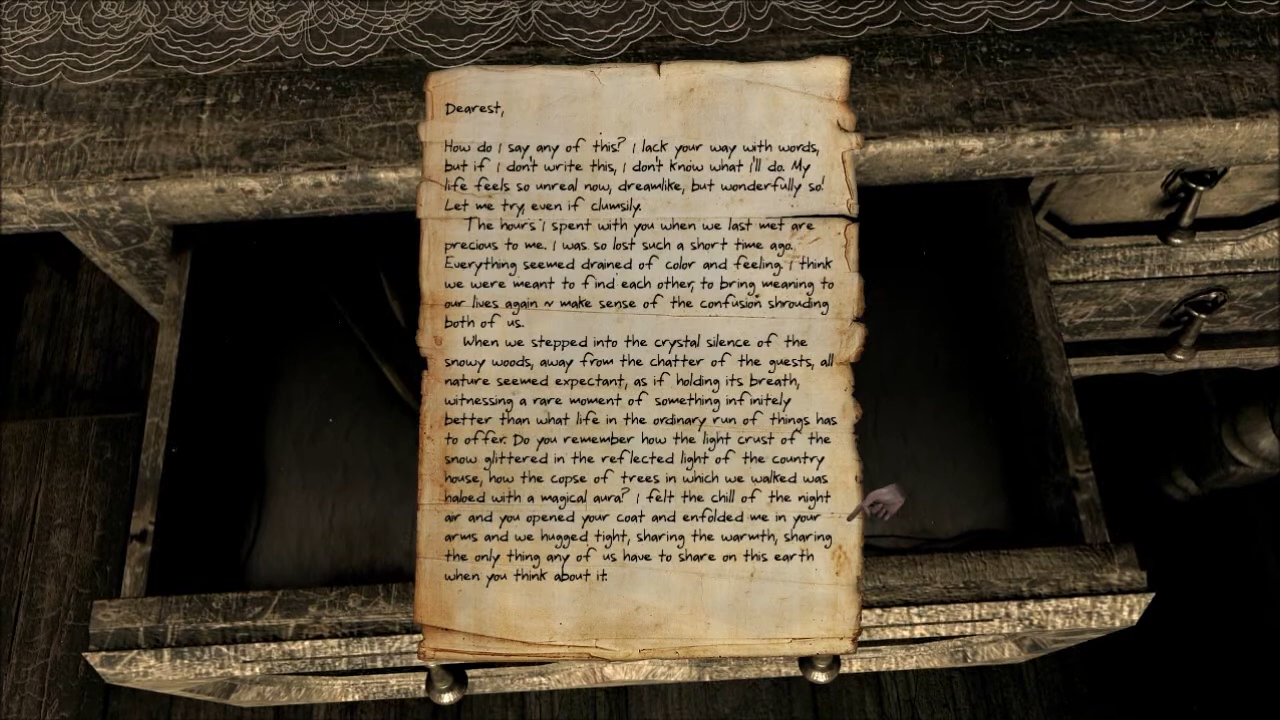 Dearest,
How do I say any of this? I lack your way with words,
but if I don't write this, I don't know what I'll do. My
life feels so unreal now, dreamlike, but wonderfully so!
Let me try, even if clumsily.
The hours I spent with you when we last met are
precious to me. I was so lost such a short time ago.
Everything seemed drained of color and feeling. I think
we were meant to find each other, to bring meaning to
our lives again ~ make sense of the confusion shrouding
both of us.
When we stepped into the crystal silence of the
snowy woods, away from the chatter of the guests, all
nature seemed expectant, as if holding its breath,
witnessing a rare moment of something infinitely
better than what life in the ordinary run of things has
to offer. Do you remember how the light crust of the
snow glittered in the reflected light of the country
house, how the copse of trees in which we walked was
haloed with a magical aura? I felt the chill of the night
air and you opened your coat and enfolded me in your
arms and we hugged tight, sharing the warmth, sharing
the only thing any of us have to share on this earth
when you think about it.